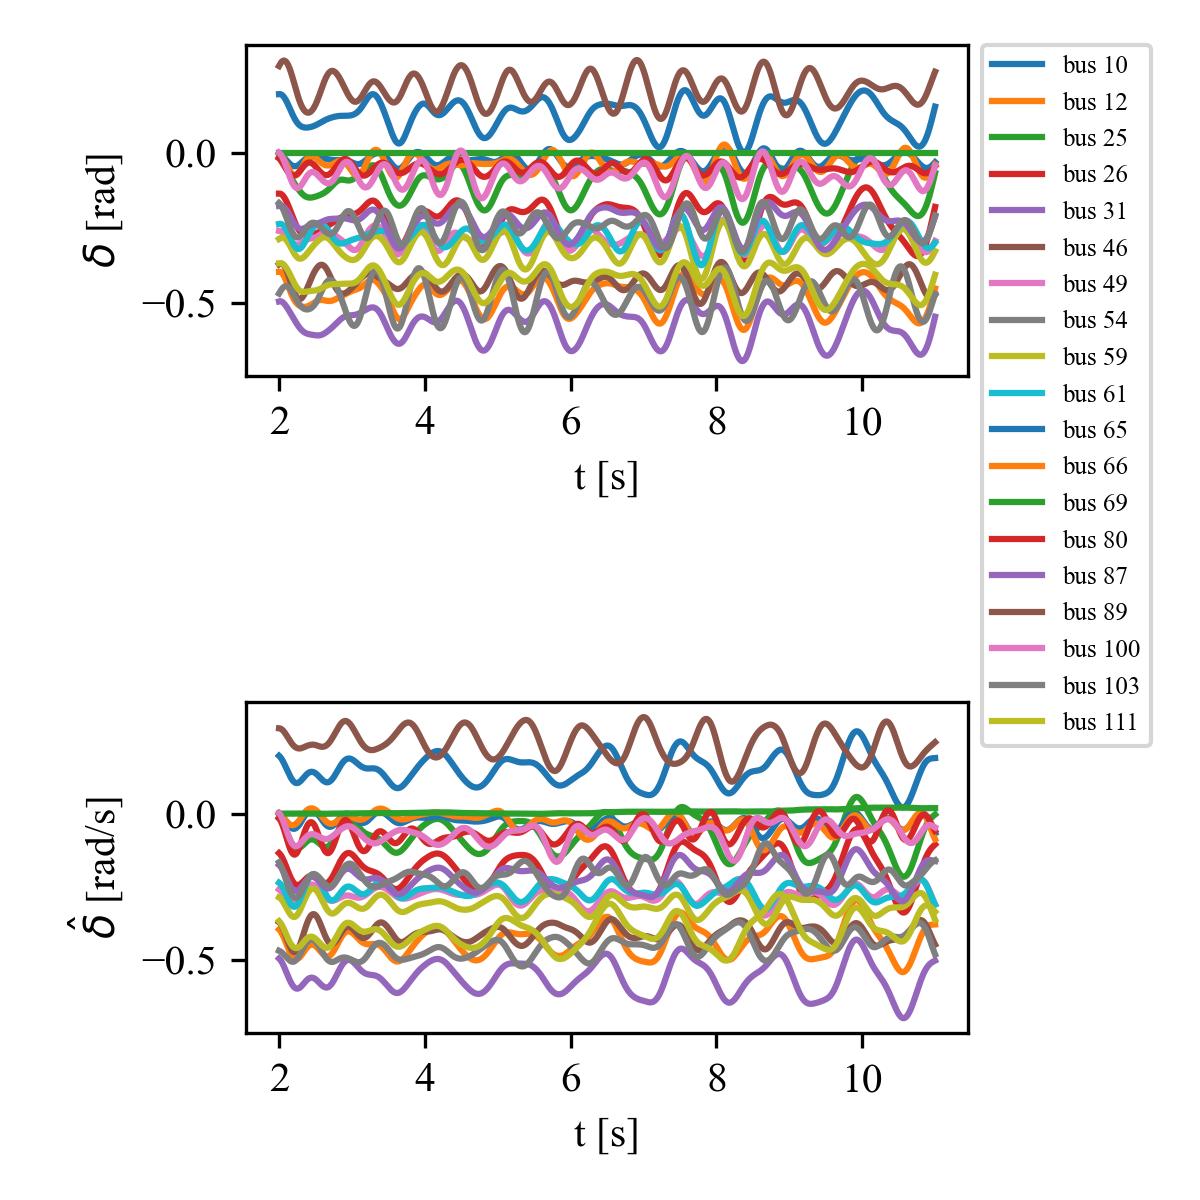 0.0
−0.5
δ [rad]
2 4 6 8 10
t [s]
bus 10
bus 12
bus 25
bus 26
bus 31
bus 46
bus 49
bus 54
bus 59
bus 61
bus 65
bus 66
bus 69
bus 80
bus 87
bus 89
bus 100
bus 103
bus 111
0.0
−0.5
δ̂ [rad/s]
2 4 6 8 10
t [s]